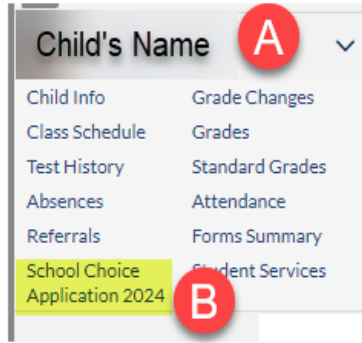 Child's Name A
Child Info Grade Changes
Class Schedule Grades
Test History Standard Grades
Absences Attendance
Referrals Forms Summary
School Choice Student Services
Application 2024 B